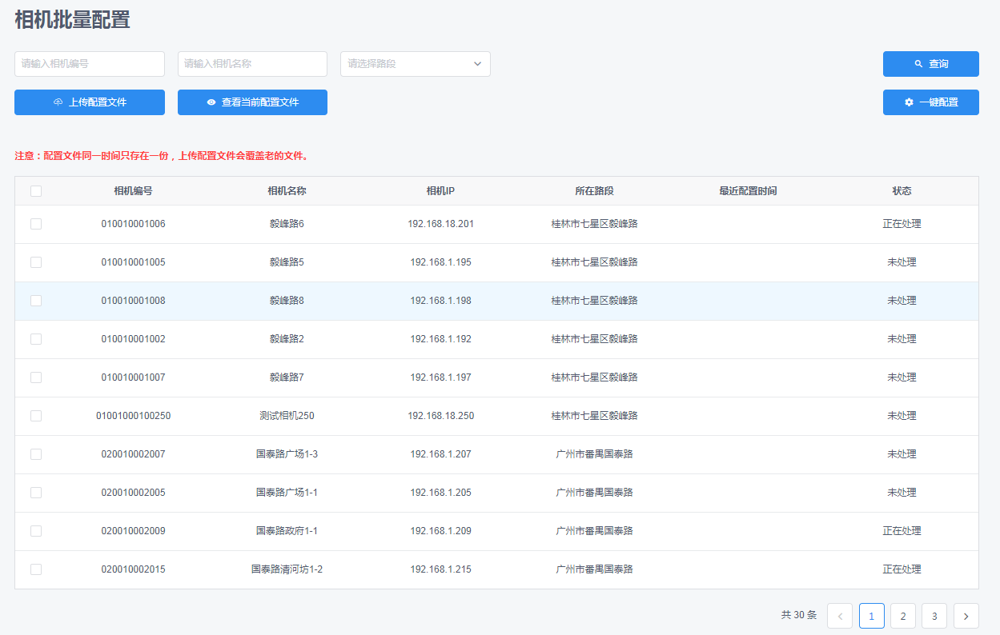 相机批量配置
请输入相机编号 请输入相机名称 请选择路段 查询
上传配置文件 查看当前配置文件 一键配置
注意：配置文件同一时间只存在一份，上传配置文件会覆盖老的文件。
相机编号 相机名称 相机IP 所在路段 最近配置时间 状态
010010001006 毅峰路6 192.168.18.201 桂林市七星区毅峰路 正在处理
010010001005 毅峰路5 192.168.1.195 桂林市七星区毅峰路 未处理
010010001008 毅峰路8 192.168.1.198 桂林市七星区毅峰路 未处理
010010001002 毅峰路2 192.168.1.192 桂林市七星区毅峰路 未处理
010010001007 毅峰路7 192.168.1.197 桂林市七星区毅峰路 未处理
01001000100250 测试相机250 192.168.18.250 桂林市七星区毅峰路 未处理
020010002007 国泰路广场1-3 192.168.1.207 广州市番禺国泰路 未处理
020010002005 国泰路广场1-1 192.168.1.205 广州市番禺国泰路 未处理
020010002009 国泰路政府1-1 192.168.1.209 广州市番禺国泰路 正在处理
020010002015 国泰路清河坊1-2 192.168.1.215 广州市番禺国泰路 正在处理
共 30 条 < 1 2 3 >